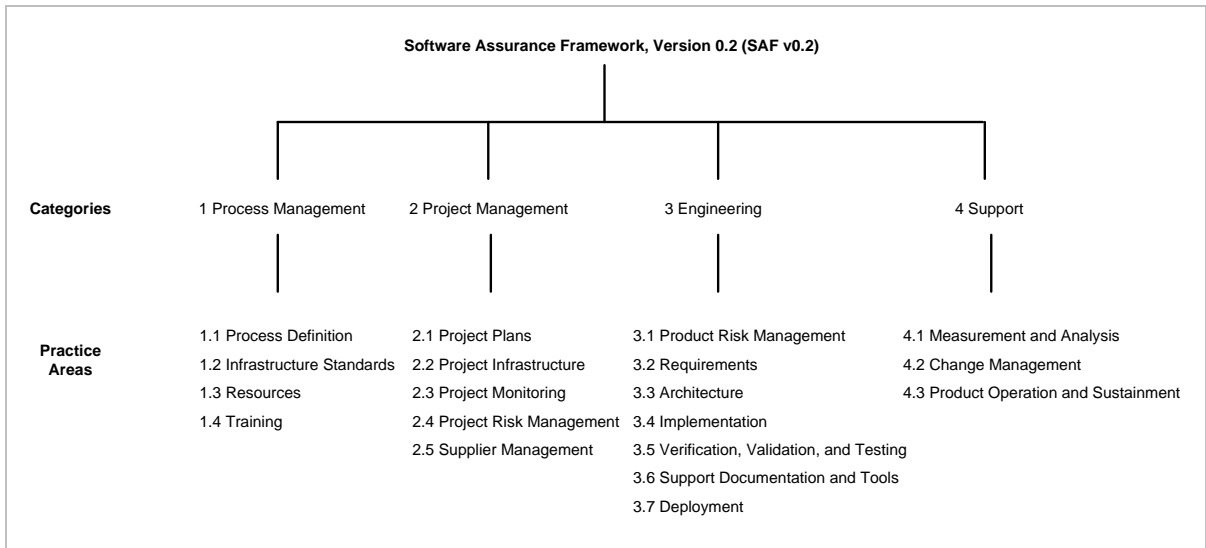 Software Assurance Framework, Version 0.2 (SAF v0.2)
Categories
1 Process Management
2 Project Management
3 Engineering
4 Support
Practice
Areas
1.1 Process Definition
1.2 Infrastructure Standards
1.3 Resources
1.4 Training
2.1 Project Plans
2.2 Project Infrastructure
2.3 Project Monitoring
2.4 Project Risk Management
2.5 Supplier Management
3.1 Product Risk Management
3.2 Requirements
3.3 Architecture
3.4 Implementation
3.5 Verification, Validation, and Testing
3.6 Support Documentation and Tools
3.7 Deployment
4.1 Measurement and Analysis
4.2 Change Management
4.3 Product Operation and Sustainment